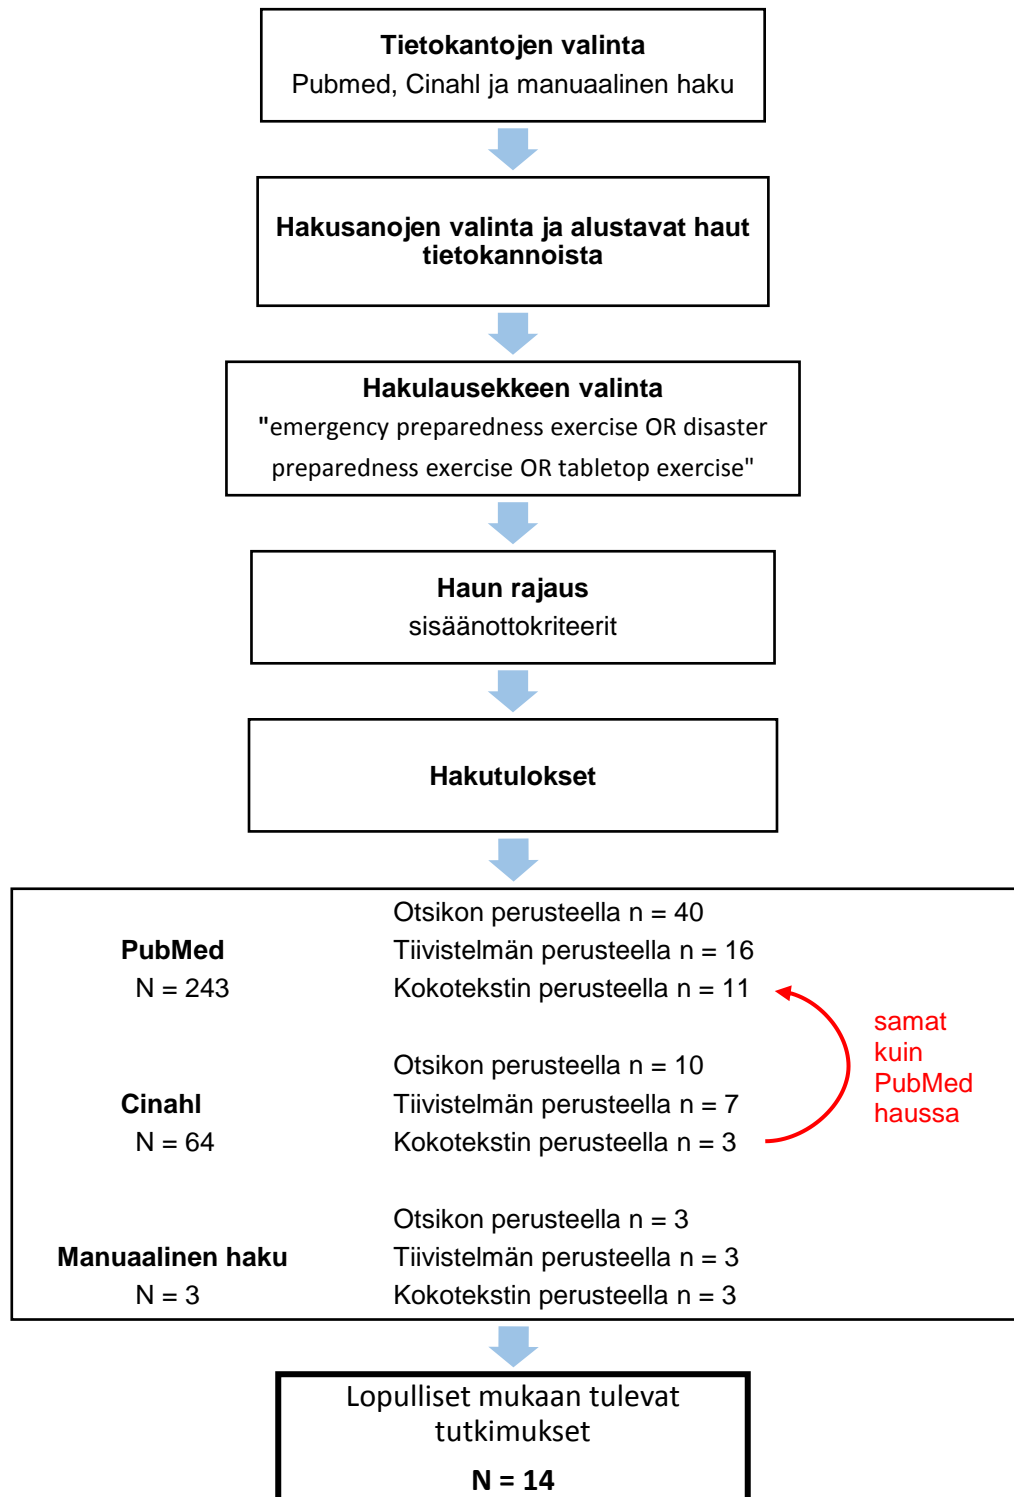 Tietokantojen valinta
Pubmed, Cinahl ja manuaalinen haku
Hakusanojen valinta ja alustavat haut
tietokannoista
Hakulausekkeen valinta
"emergency preparedness exercise OR disaster
preparedness exercise OR tabletop exercise"
Haun rajaus
sisäänottokriteerit
Hakutulokset
Otsikon perusteella n = 40
PubMed Tiivistelmän perusteella n = 16
N = 243 Kokotekstin perusteella n = 11
samat
kuin
PubMed
haussa
Otsikon perusteella n = 10
Cinahl Tiivistelmän perusteella n = 7
N = 64 Kokotekstin perusteella n = 3
Otsikon perusteella n = 3
Manuaalinen haku Tiivistelmän perusteella n = 3
N = 3 Kokotekstin perusteella n = 3
Lopulliset mukaan tulevat
tutkimukset
N = 14